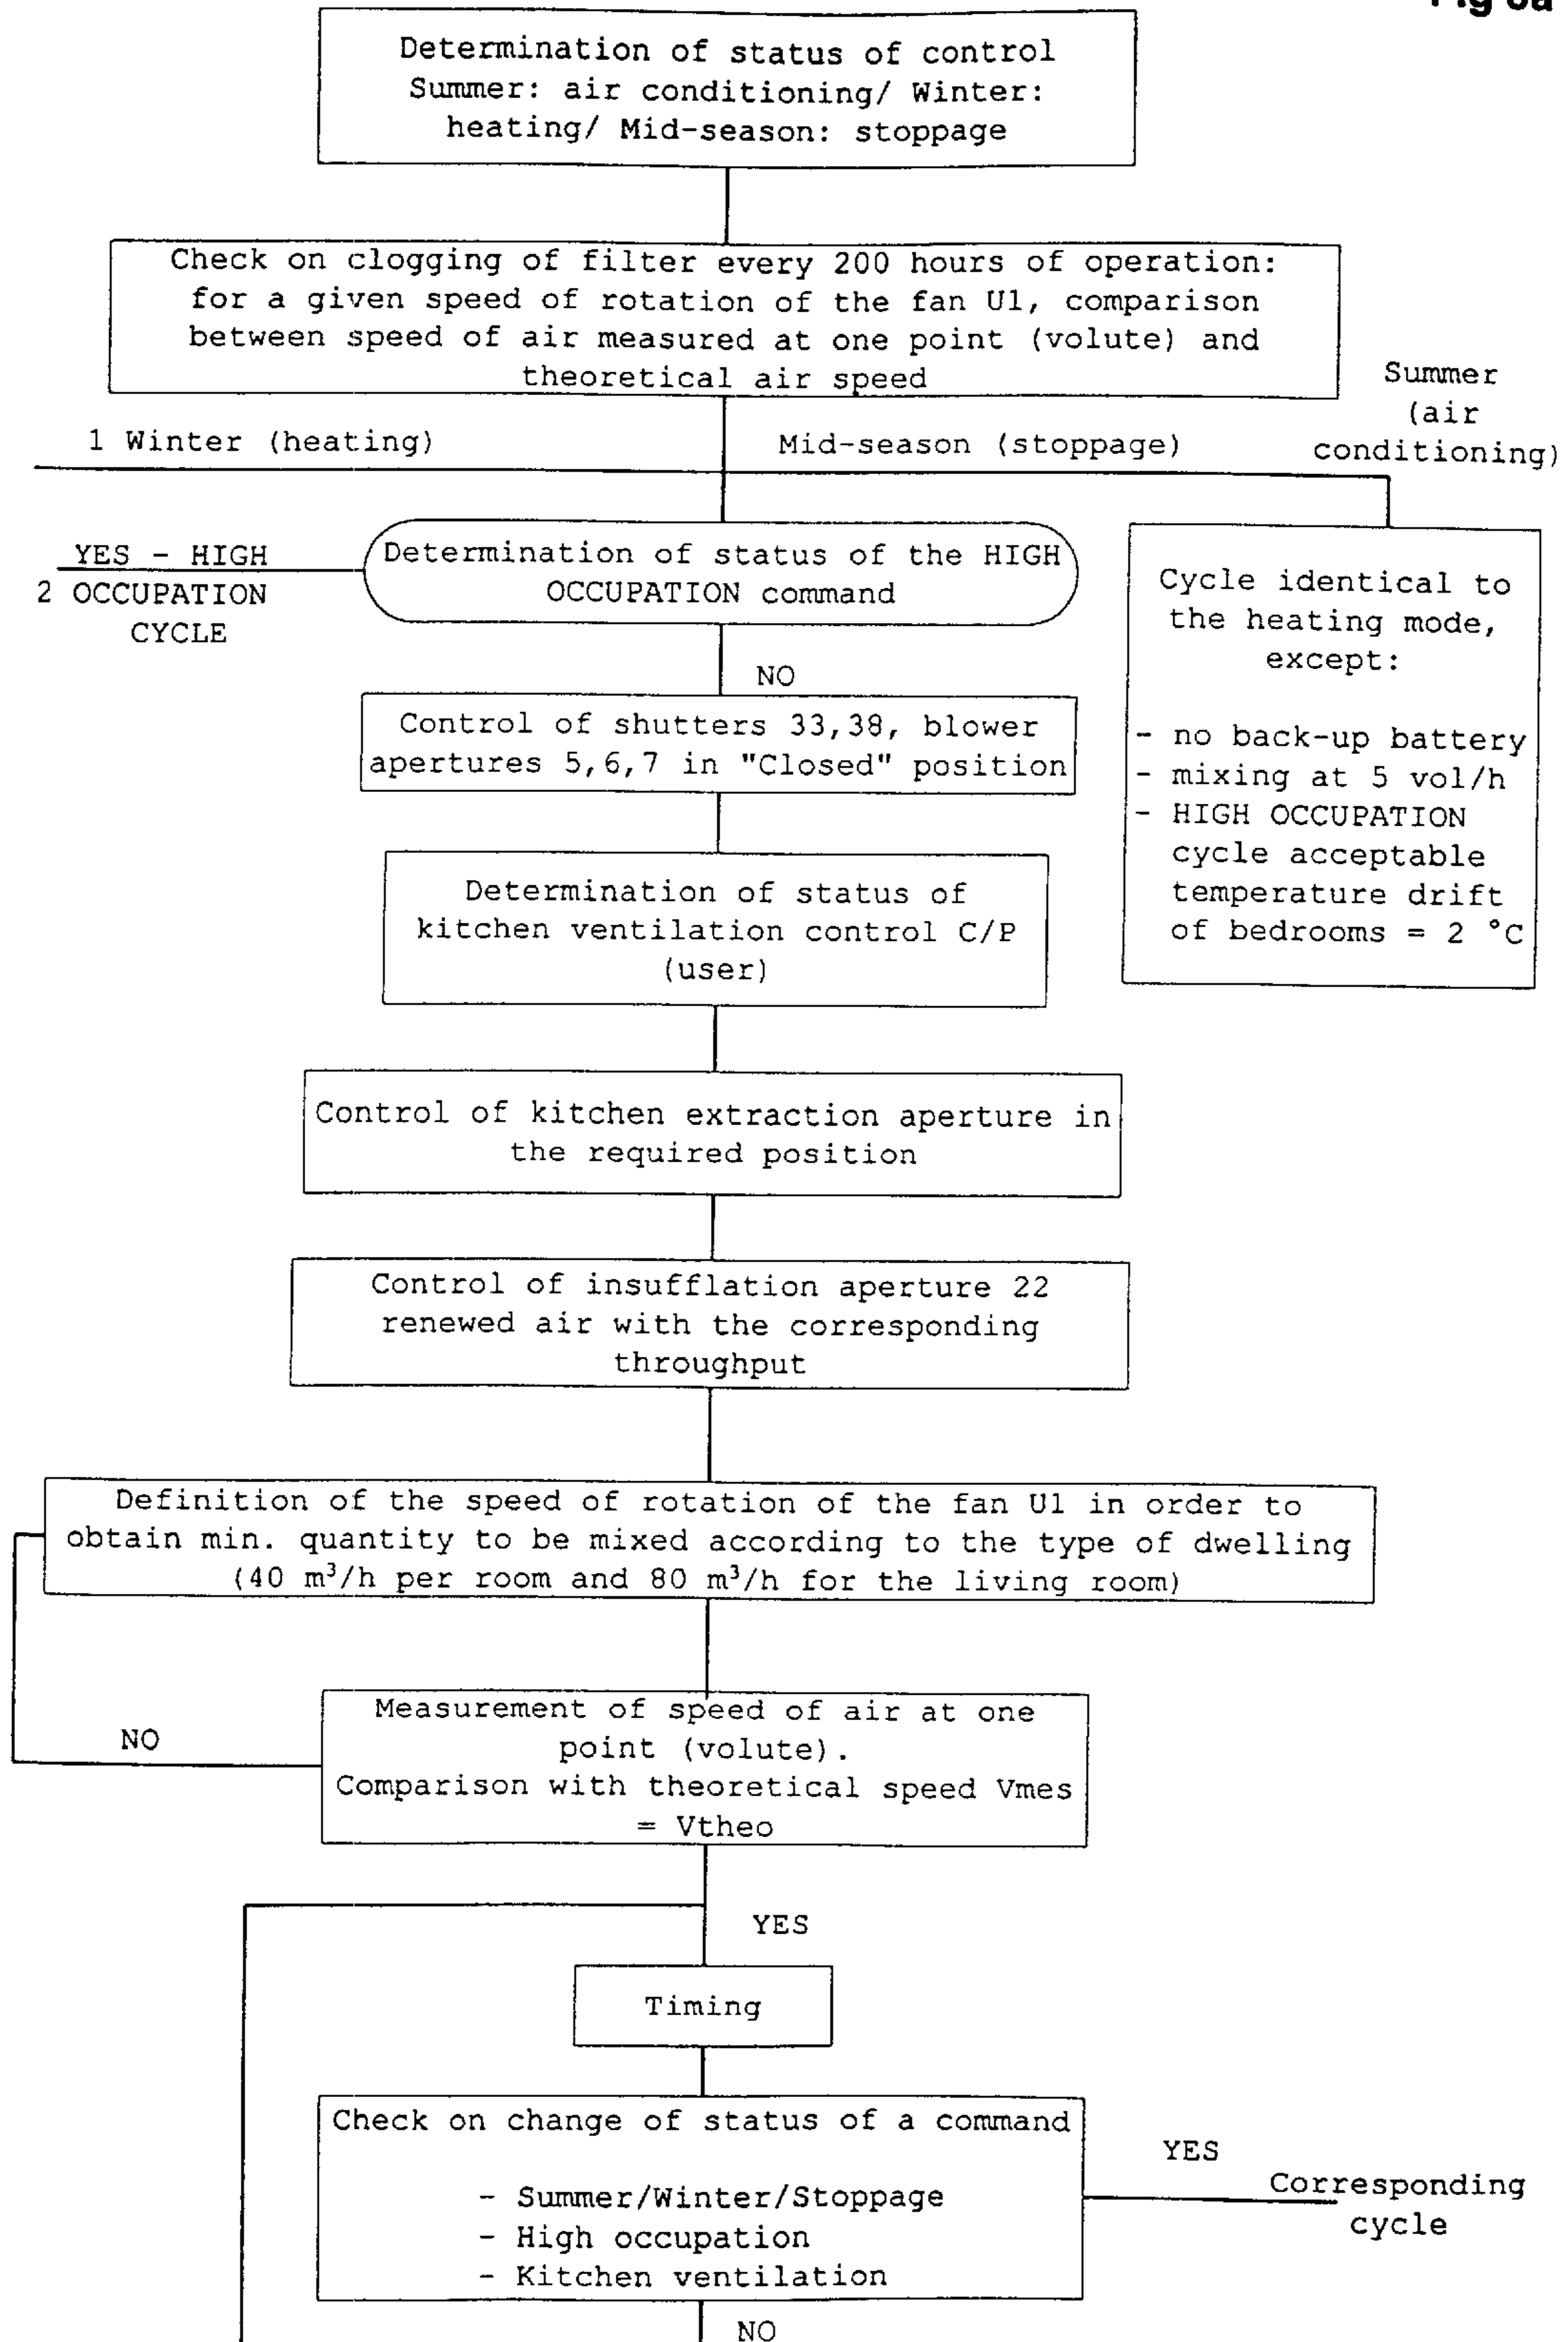 Determination of status of control
Summer: air conditioning/ Winter:
heating/ Mid-season: stoppage
Check on clogging of filter every 200 hours of operation:
for a given speed of rotation of the fan U1, comparison
between speed of air measured at one point (volute) and
theoretical air speed
Summer
(air
conditioning)
1 Winter (heating)
Mid-season (stoppage)
YES - HIGH
2 OCCUPATION
CYCLE
Determination of status of the HIGH
OCCUPATION command
Cycle identical to
the heating mode,
except:
- no back-up battery
- mixing at 5 vol/h
- HIGH OCCUPATION
cycle acceptable
temperature drift
of bedrooms = 2 °C
NO
Control of shutters 33,38, blower
apertures 5,6,7 in "Closed" position
Determination of status of
kitchen ventilation control C/P
(user)
Control of kitchen extraction aperture in
the required position
Control of insufflation aperture 22
renewed air with the corresponding
throughput
Definition of the speed of rotation of the fan U1 in order to
obtain min. quantity to be mixed according to the type of dwelling
(40 m³/h per room and 80 m³/h for the living room)
NO
Measurement of speed of air at one
point (volute).
Comparison with theoretical speed Vmes
= Vtheo
YES
Timing
Check on change of status of a command
- Summer/Winter/Stoppage
- High occupation
- Kitchen ventilation
YES
Corresponding
cycle
NO